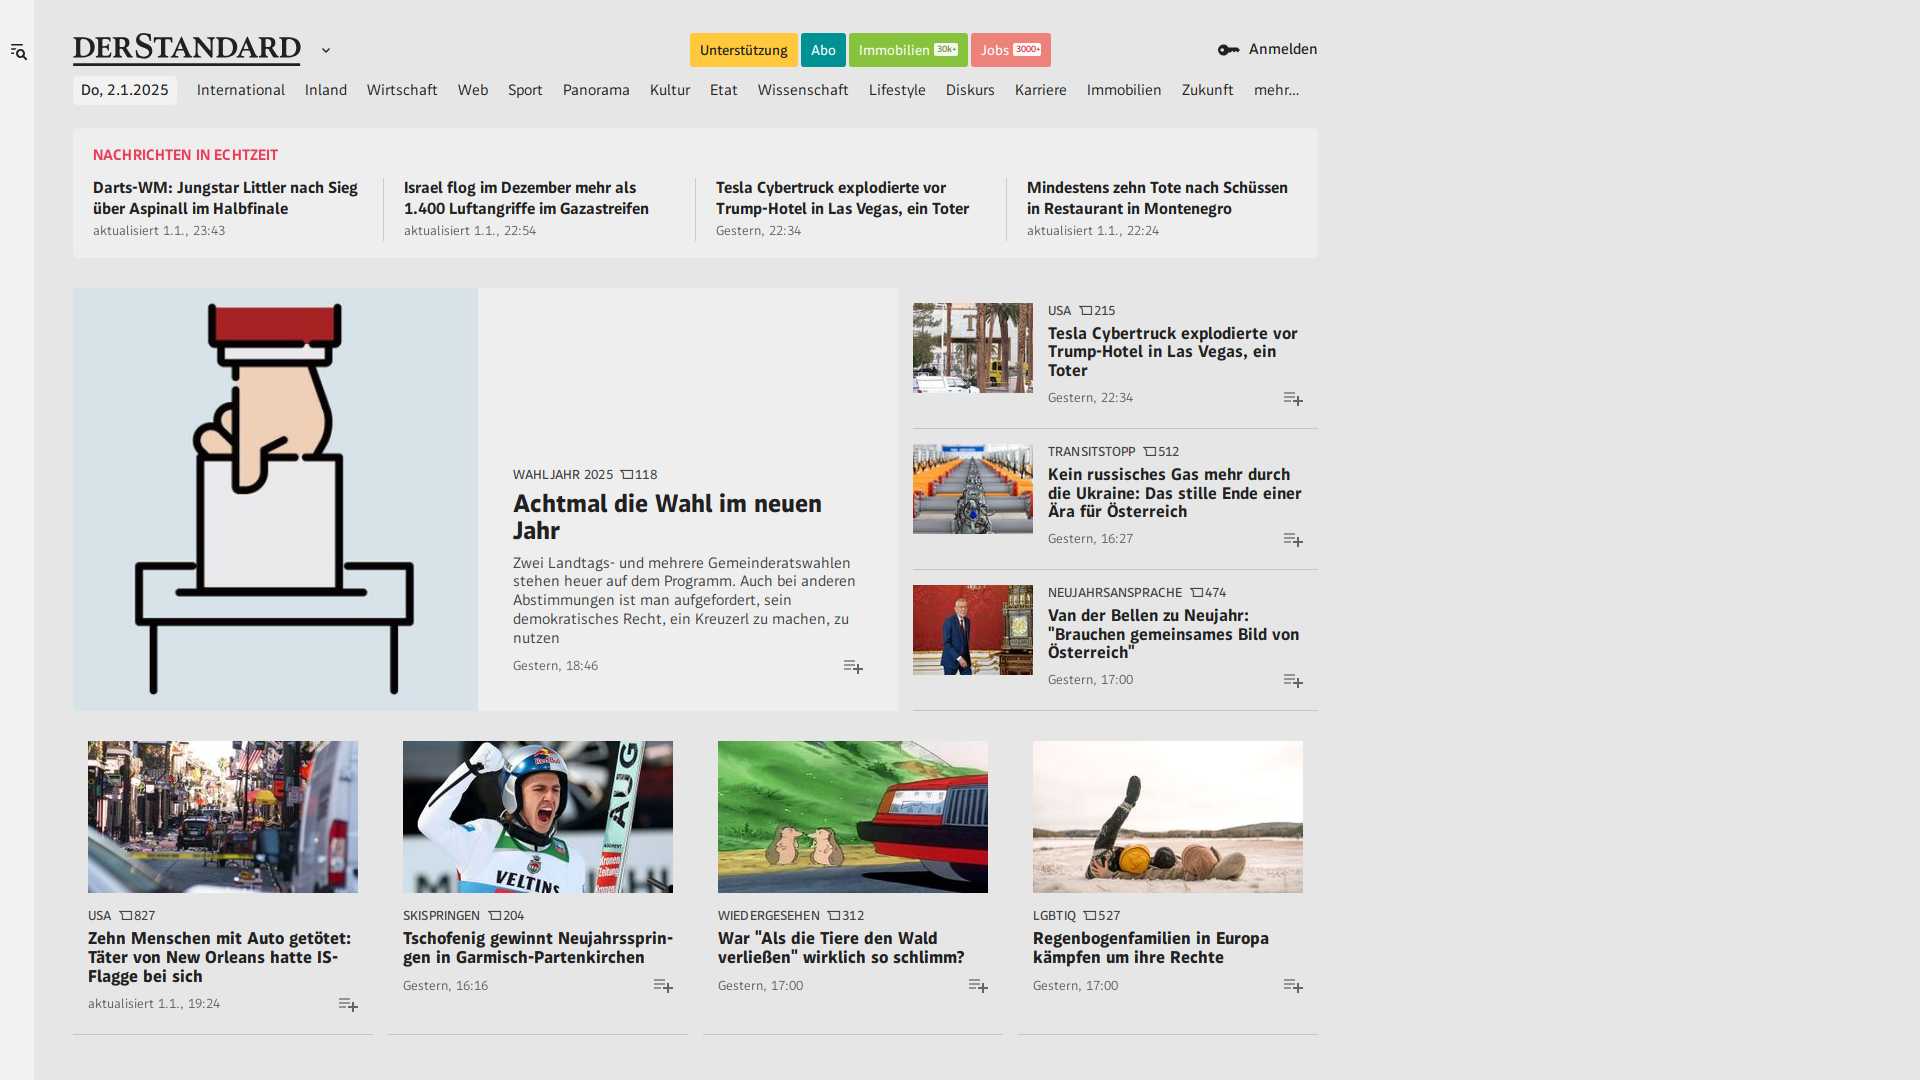 DERSTANDARD
Unterstützung
Abo
Immobilien 30k+
Jobs 3000+
Anmelden
Do, 2.1.2025
International
Inland
Wirtschaft
Web
Sport
Panorama
Kultur
Etat
Wissenschaft
Lifestyle
Diskurs
Karriere
Immobilien
Zukunft
mehr...
NACHRICHTEN IN ECHTZEIT
Darts-WM: Jungstar Littler nach Sieg
über Aspinall im Halbfinale
aktualisiert 1.1., 23:43
Israel flog im Dezember mehr als
1.400 Luftangriffe im Gazastreifen
aktualisiert 1.1., 22:54
Tesla Cybertruck explodierte vor
Trump-Hotel in Las Vegas, ein Toter
Gestern, 22:34
Mindestens zehn Tote nach Schüssen
in Restaurant in Montenegro
aktualisiert 1.1., 22:24
WAHLJAHR 2025 118
Achtmal die Wahl im neuen
Jahr
Zwei Landtags- und mehrere Gemeinderatswahlen
stehen heuer auf dem Programm. Auch bei anderen
Abstimmungen ist man aufgefordert, sein
demokratisches Recht, ein Kreuzerl zu machen, zu
nutzen
Gestern, 18:46
USA 215
Tesla Cybertruck explodierte vor
Trump-Hotel in Las Vegas, ein
Toter
Gestern, 22:34
TRANSITSTOPP 512
Kein russisches Gas mehr durch
die Ukraine: Das stille Ende einer
Ära für Österreich
Gestern, 16:27
NEUJAHRSANSPRACHE 474
Van der Bellen zu Neujahr:
"Brauchen gemeinsames Bild von
Österreich"
Gestern, 17:00
USA 827
Zehn Menschen mit Auto getötet:
Täter von New Orleans hatte IS-
Flagge bei sich
aktualisiert 1.1., 19:24
Red Bull
AUG
Kronen
Zeitung
VELTINS
SKISPRINGEN 204
Tschofenig gewinnt Neujahrssprin-
gen in Garmisch-Partenkirchen
Gestern, 16:16
WIEDERGESEHEN 312
War "Als die Tiere den Wald
verließen" wirklich so schlimm?
Gestern, 17:00
LGBTIQ 527
Regenbogenfamilien in Europa
kämpfen um ihre Rechte
Gestern, 17:00